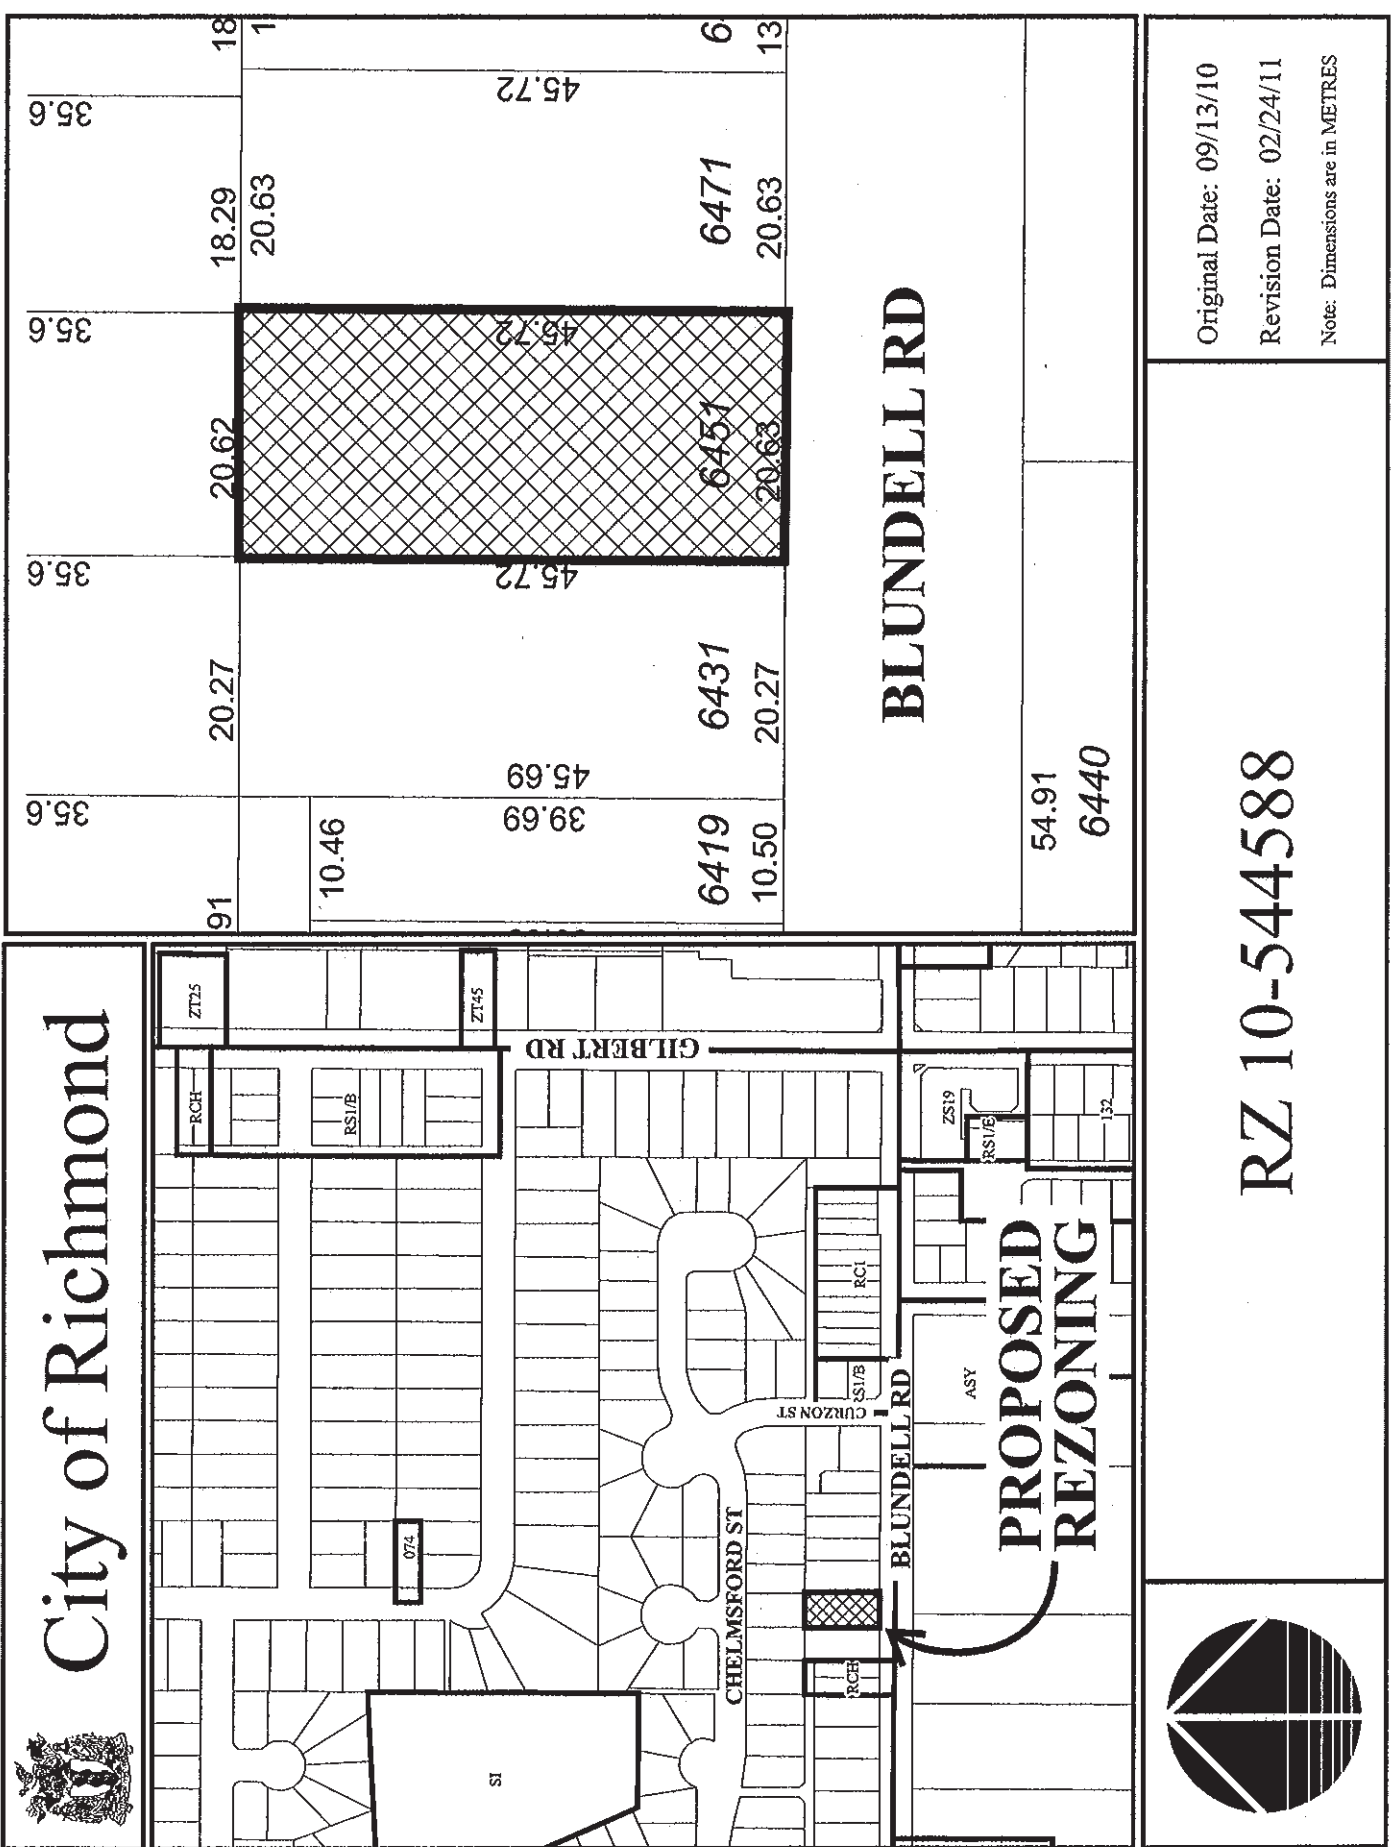 City of Richmond
ZT25
RCH
RS1/B
ZT45
GILBERT RD
074
SI
CHELMSFORD ST
CURZON ST
RC1
ZS19
RS1/E
132
RCH
BLUNDELL RD
ASY
PROPOSED
REZONING
35.6
35.6
35.6
35.6
91
20.27
20.62
18.29
18
20.63
1
10.46
39.69
45.69
45.72
45.72
45.72
6419
6431
6451
6471
6
10.50
20.27
20.63
20.63
13
BLUNDELL RD
54.91
6440
RZ 10-544588
Original Date: 09/13/10
Revision Date: 02/24/11
Note: Dimensions are in METRES